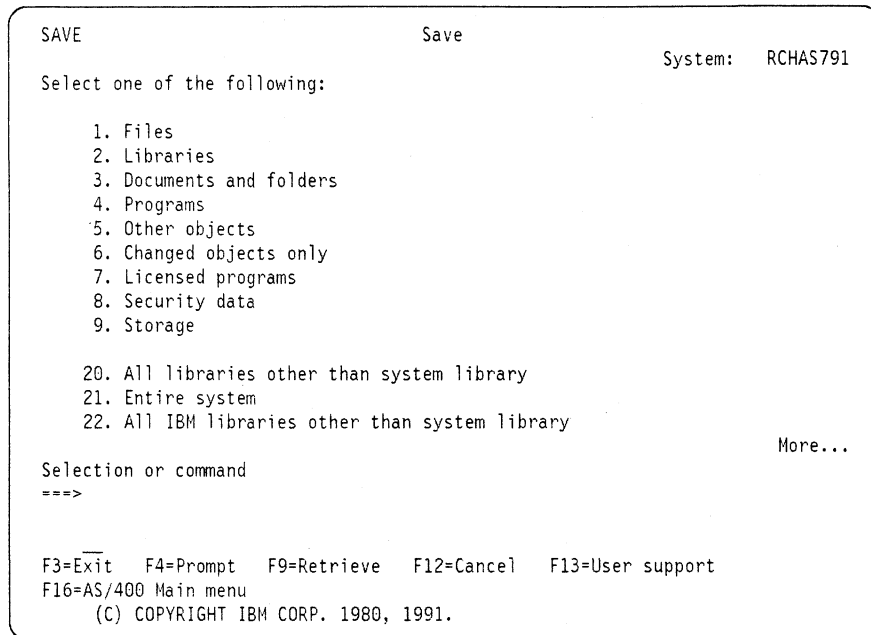 SAVE Save
System: RCHAS791
Select one of the following:
1. Files
2. Libraries
3. Documents and folders
4. Programs
5. Other objects
6. Changed objects only
7. Licensed programs
8. Security data
9. Storage
20. All libraries other than system library
21. Entire system
22. All IBM libraries other than system library
More...
Selection or command
===>
F3=Exit F4=Prompt F9=Retrieve F12=Cancel F13=User support
F16=AS/400 Main menu
(C) COPYRIGHT IBM CORP. 1980, 1991.